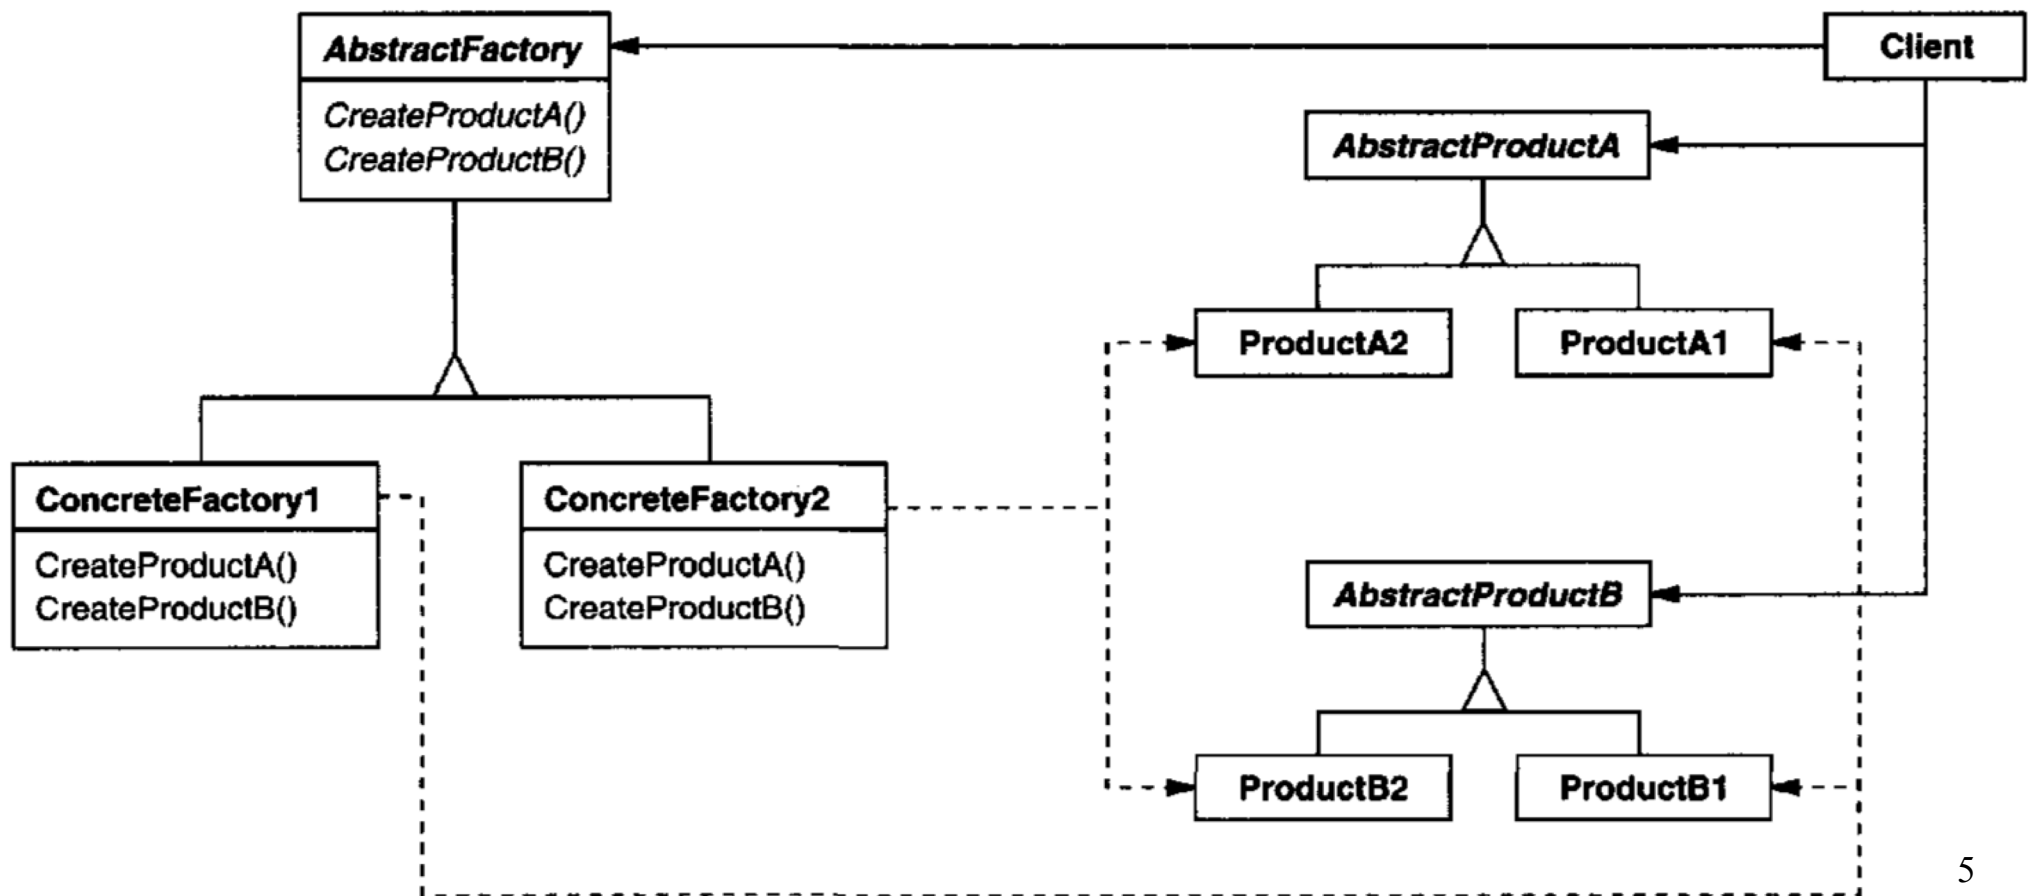 AbstractFactory
CreateProductA()
CreateProductB()
Client
AbstractProductA
ProductA2
ProductA1
ConcreteFactory1
CreateProductA()
CreateProductB()
ConcreteFactory2
CreateProductA()
CreateProductB()
AbstractProductB
ProductB2
ProductB1
5